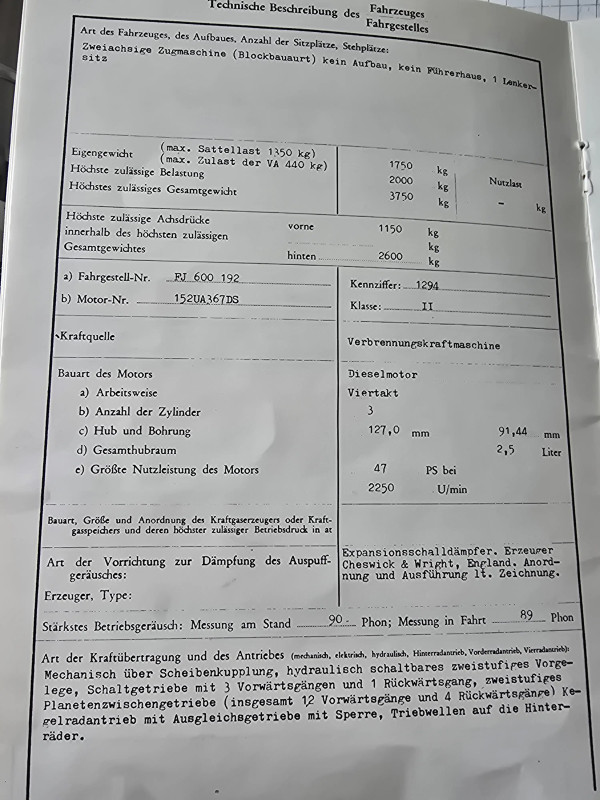 Technische Beschreibung des Fahrzeuges
Fahrgestelles
Art des Fahrzeuges, des Aufbaues, Anzahl der Sitzplätze, Stehplätze:
Zweiachsige Zugmaschine (Blockbauaurt) kein Aufbau, kein Führerhaus, 1 Lenker-
sitz
Eigengewicht (max. Sattellast 1350 kg) 1750 kg
(max. Zulast der VA 440 kg)
Höchste zulässige Belastung 2000 kg Nutzlast
Höchstes zulässiges Gesamtgewicht 3750 kg - kg
Höchste zulässige Achsdrücke vorne 1150 kg
innerhalb des höchsten zulässigen kg
Gesamtgewichtes hinten 2600 kg
a) Fahrgestell-Nr. FJ 600 192 Kennziffer: 1294
b) Motor-Nr. 152UA367DS Klasse: II
Kraftquelle Verbrennungskraftmaschine
Bauart des Motors Dieselmotor
a) Arbeitsweise Viertakt
b) Anzahl der Zylinder 3
c) Hub und Bohrung 127,0 mm 91,44 mm
d) Gesamthubraum 2,5 Liter
e) Größte Nutzleistung des Motors 47 PS bei
2250 U/min
Bauart, Größe und Anordnung des Kraftgaserzeugers oder Kraft-
gasspeichers und deren höchster zulässiger Betriebsdruck in at
Art der Vorrichtung zur Dämpfung des Auspuff-
geräusches:
Erzeuger, Type:
Expansionsschalldämpfer. Erzeuger
Cheswick & Wright, England. Anord-
nung und Ausführung lt. Zeichnung.
Stärkstes Betriebsgeräusch: Messung am Stand 90 Phon; Messung in Fahrt 89 Phon
Art der Kraftübertragung und des Antriebes (mechanisch, elektrisch, hydraulisch, Hinterradantrieb, Vorderradantrieb, Vierradantrieb):
Mechanisch über Scheibenkupplung, hydraulisch schaltbares zweistufiges Vorge-
lege, Schaltgetriebe mit 3 Vorwärtsgängen und 1 Rückwärtsgang, zweistufiges
Planetenzwischengetriebe (insgesamt 12 Vorwärtsgänge und 4 Rückwärtsgänge) Ke-
gelradantrieb mit Ausgleichsgetriebe mit Sperre, Triebwellen auf die Hinter-
räder.